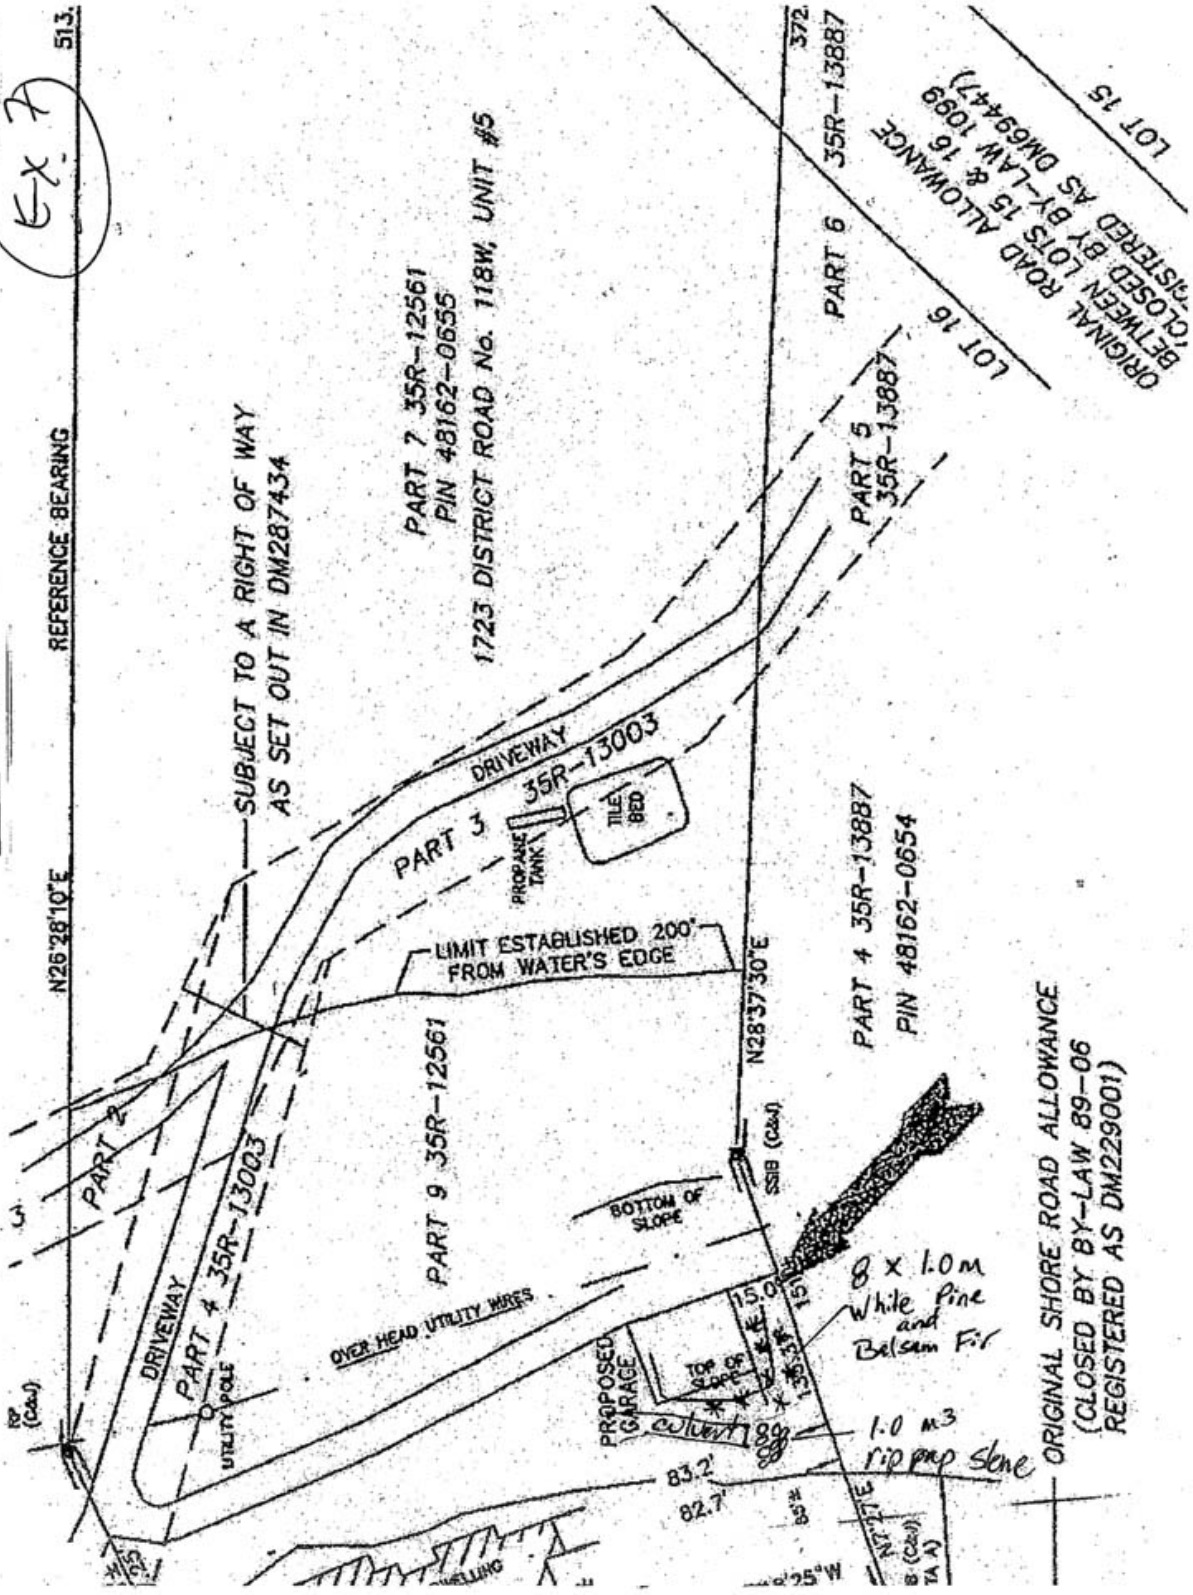 Ex. 7
513.
REFERENCE BEARING
N26°28'10"E
SUBJECT TO A RIGHT OF WAY
AS SET OUT IN DM287434
PART 7 35R-12561
PIN 48162-0655
1723 DISTRICT ROAD No. 118W, UNIT #5
372.
35R-13887
PART 6
LOT 15
ORIGINAL ROAD ALLOWANCE
BETWEEN LOTS 15 & 16
CLOSED BY BY-LAW 1099
AS DM69447)
LOT 16
PART 5
35R-13887
DRIVEWAY
PART 3 35R-13003
PROPANE
TANK
TILE
BED
LIMIT ESTABLISHED 200'
FROM WATER'S EDGE
N28°37'30"E
PART 4 35R-13887
PIN 48162-0654
3
PART 2
DRIVEWAY
PART 4 35R-13003
UTILITY POLE
PART 9 35R-12561
OVER HEAD UTILITY WIRES
BOTTOM OF
SLOPE
SSIB (C&W)
PROPOSED
GARAGE
TOP OF
SLOPE
15.0
culvert
8 x 1.0m
White Pine
and
Balsam Fir
1.0 m3
rip rap stone
83.2'
82.7'
ORIGINAL SHORE ROAD ALLOWANCE
(CLOSED BY BY-LAW 89-06
REGISTERED AS DM229001)